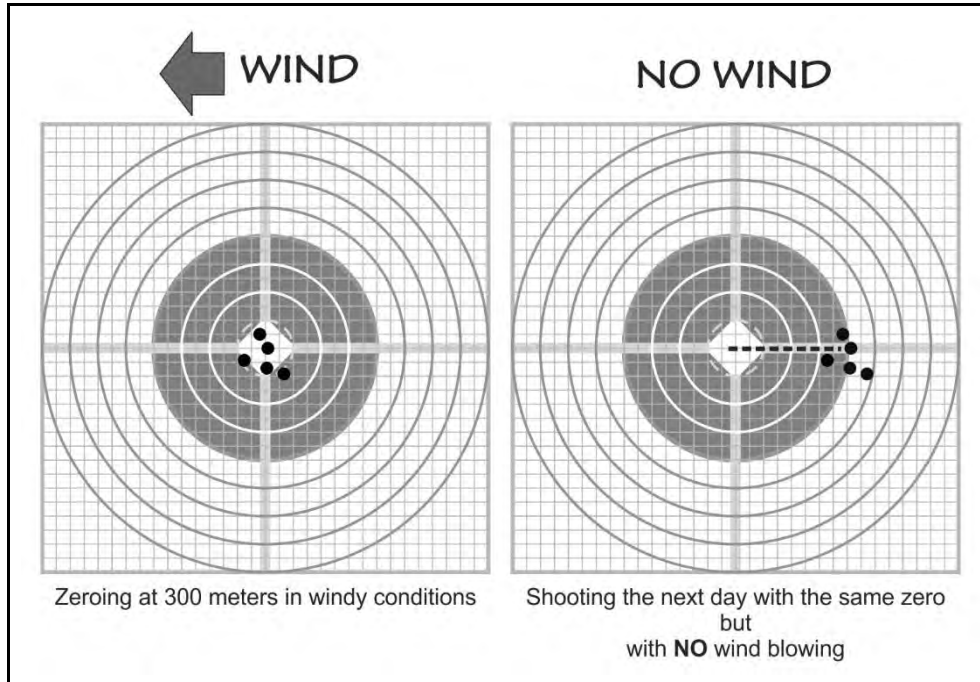 WIND
NO WIND
Zeroing at 300 meters in windy conditions
Shooting the next day with the same zero
but
with NO wind blowing